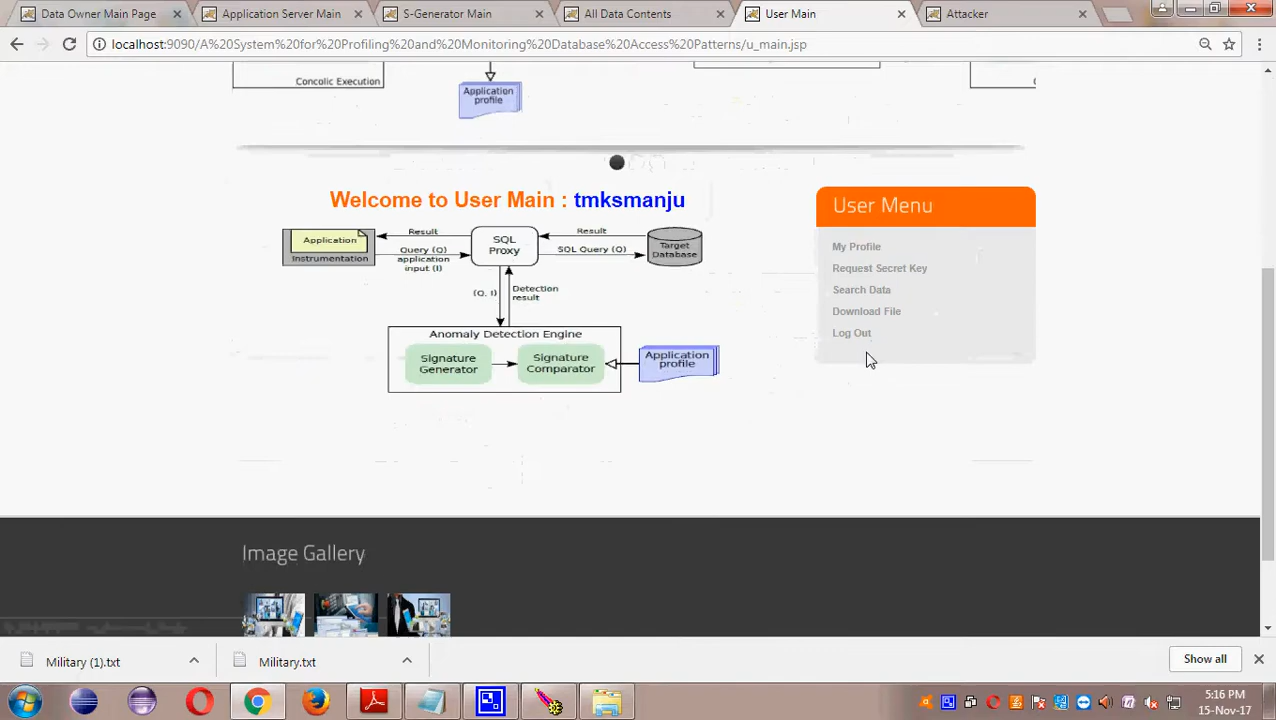 Data Owner Main Page
Application Server Main
S-Generator Main
All Data Contents
User Main
Attacker
localhost:9090/A%20System%20for%20Profiling%20and%20Monitoring%20Database%20Access%20Patterns/u_main.jsp
Concolic Execution
Application
profile
Welcome to User Main : tmksmanju
User Menu
My Profile
Request Secret Key
Search Data
Download File
Log Out
Application
Instrumentation
Result
Query (Q)
application
input (I)
SQL
Proxy
Result
SQL Query (Q)
Target
Database
(Q, I)
Detection
result
Anomaly Detection Engine
Signature
Generator
Signature
Comparator
Application
profile
Image Gallery
Military (1).txt
Military.txt
Show all
5:16 PM
15-Nov-17